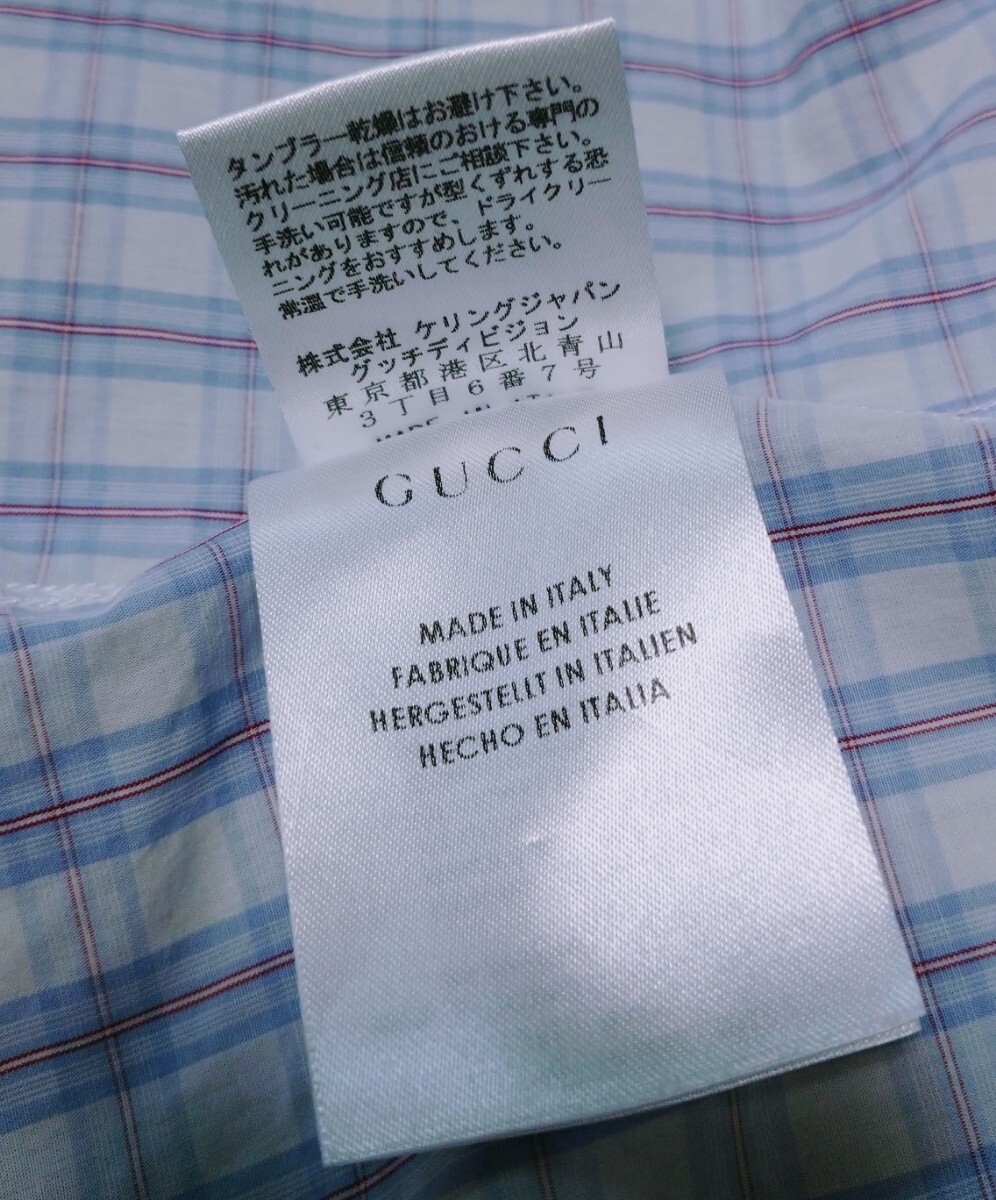 タンブラー乾燥はお避け下さい。
汚れた場合は信頼のおける専門の
クリーニング店にご相談下さい。
手洗い可能ですが型くずれする恐
れがありますので、ドライクリー
ニングをおすすめします。
常温で手洗いしてください。
株式会社 ケリングジャパン
グッチディビジョン
東京都港区北青山
3丁目6番7号
MADE IN
GUCCI
MADE IN ITALY
FABRIQUE EN ITALIE
HERGESTELLT IN ITALIEN
HECHO EN ITALIA